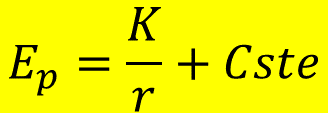 E_p = K/r + Cste